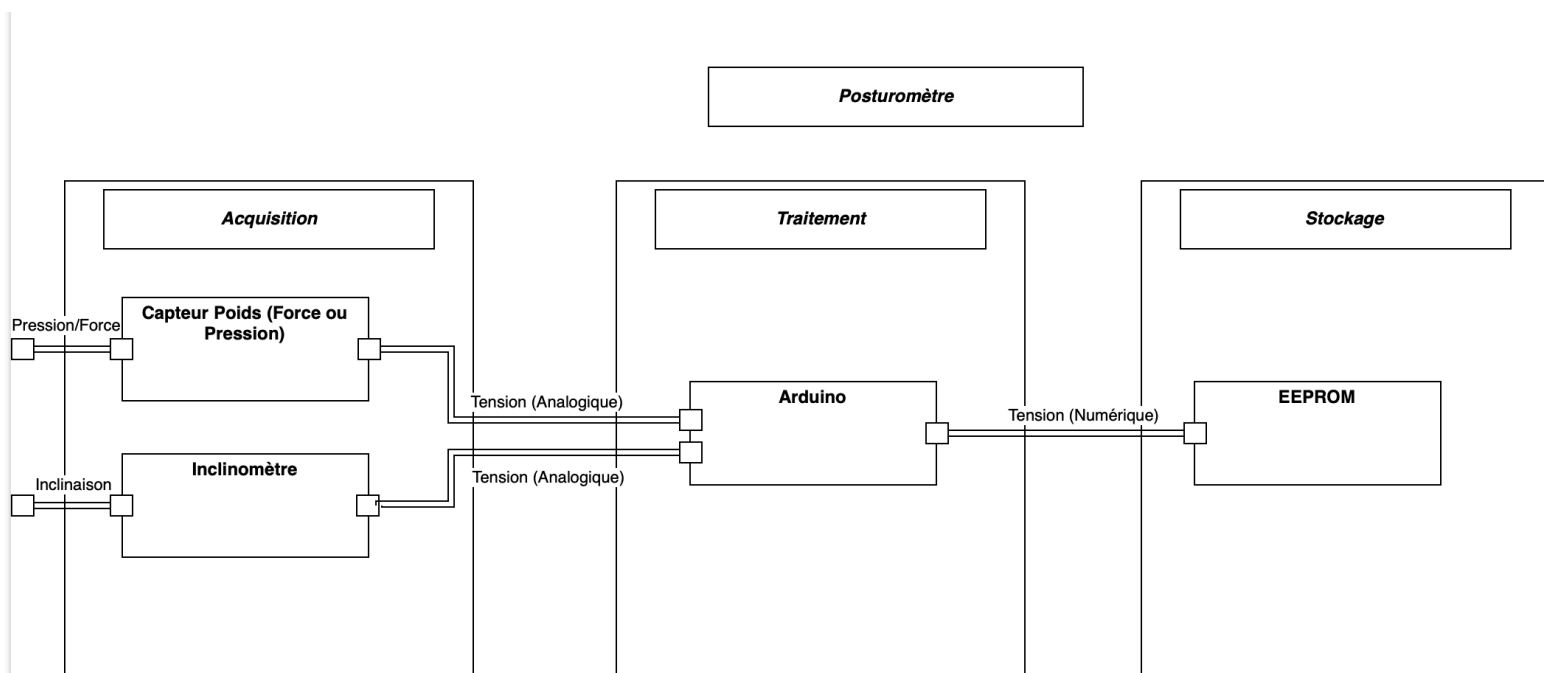 Posturomètre
Acquisition
Traitement
Stockage
Pression/Force
Capteur Poids (Force ou
Pression)
Tension (Analogique)
Arduino
Tension (Numérique)
EEPROM
Inclinaison
Inclinomètre
Tension (Analogique)